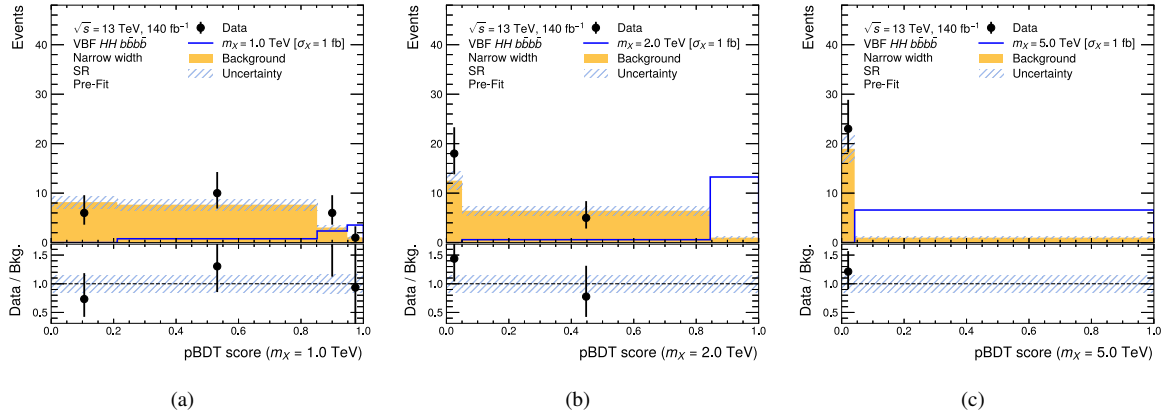 Events
√s = 13 TeV, 140 fb⁻¹
VBF HH bb̄bb̄
Narrow width
SR
Pre-Fit
Data
m_X = 1.0 TeV [σ_X = 1 fb]
Background
Uncertainty
40
30
20
10
0
Data / Bkg.
1.5
1.0
0.5
0.0 0.2 0.4 0.6 0.8 1.0
pBDT score (m_X = 1.0 TeV)
(a)
Events
√s = 13 TeV, 140 fb⁻¹
VBF HH bb̄bb̄
Narrow width
SR
Pre-Fit
Data
m_X = 2.0 TeV [σ_X = 1 fb]
Background
Uncertainty
40
30
20
10
0
Data / Bkg.
1.5
1.0
0.5
0.0 0.2 0.4 0.6 0.8 1.0
pBDT score (m_X = 2.0 TeV)
(b)
Events
√s = 13 TeV, 140 fb⁻¹
VBF HH bb̄bb̄
Narrow width
SR
Pre-Fit
Data
m_X = 5.0 TeV [σ_X = 1 fb]
Background
Uncertainty
40
30
20
10
0
Data / Bkg.
1.5
1.0
0.5
0.0 0.2 0.4 0.6 0.8 1.0
pBDT score (m_X = 5.0 TeV)
(c)